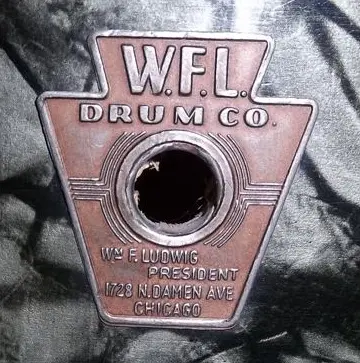 W.F.L.
DRUM CO.
WM F. LUDWIG
PRESIDENT
1728 N. DAMEN AVE
CHICAGO